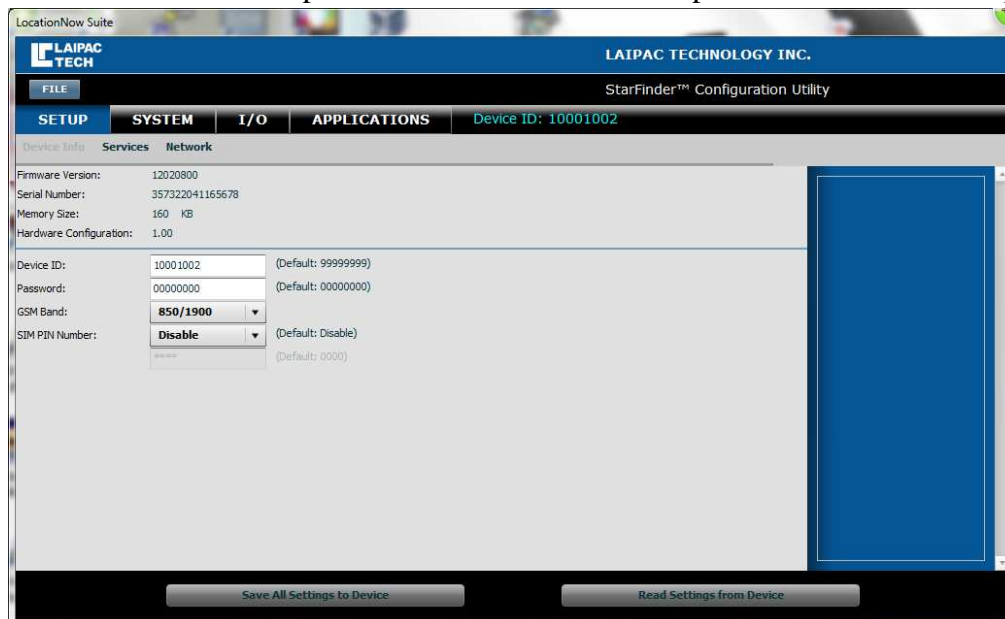 LocationNow Suite
LAIPAC TECH
LAIPAC TECHNOLOGY INC.
FILE
StarFinder™ Configuration Utility
SETUP SYSTEM I/O APPLICATIONS Device ID: 10001002
Device Info Services Network
Firmware Version: 12020800
Serial Number: 357322041165678
Memory Size: 160 KB
Hardware Configuration: 1.00
Device ID: 10001002 (Default: 99999999)
Password: 00000000 (Default: 00000000)
GSM Band: 850/1900
SIM PIN Number: Disable (Default: Disable)
**** (Default: 0000)
Save All Settings to Device Read Settings from Device